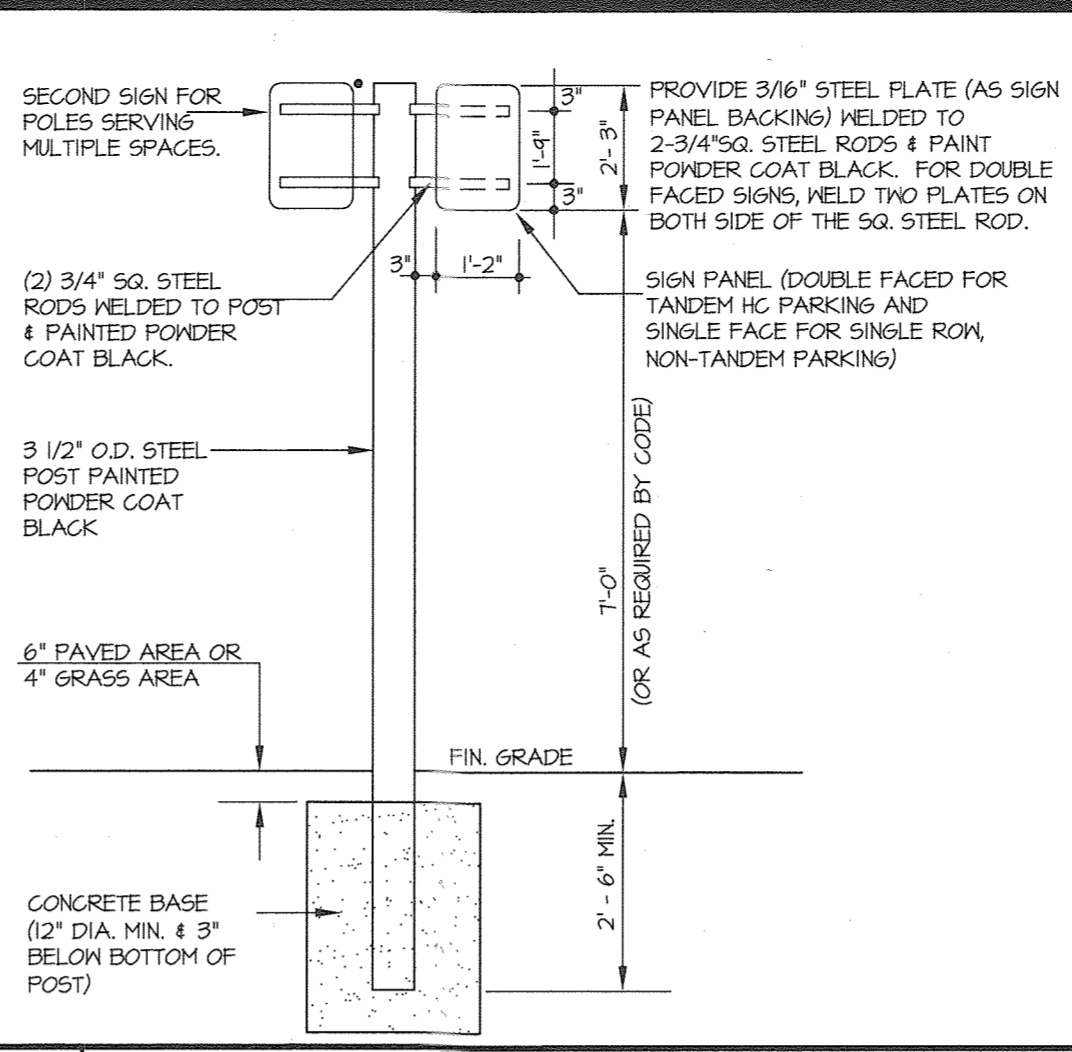 SECOND SIGN FOR
POLES SERVING
MULTIPLE SPACES.
3"
1'-9"
3"
2'- 3"
PROVIDE 3/16" STEEL PLATE (AS SIGN
PANEL BACKING) WELDED TO
2-3/4"SQ. STEEL RODS & PAINT
POWDER COAT BLACK. FOR DOUBLE
FACED SIGNS, WELD TWO PLATES ON
BOTH SIDE OF THE SQ. STEEL ROD.
3"
1'-2"
(2) 3/4" SQ. STEEL
RODS WELDED TO POST
& PAINTED POWDER
COAT BLACK.
SIGN PANEL (DOUBLE FACED FOR
TANDEM HC PARKING AND
SINGLE FACE FOR SINGLE ROW,
NON-TANDEM PARKING)
3 1/2" O.D. STEEL
POST PAINTED
POWDER COAT
BLACK
7'-0"
(OR AS REQUIRED BY CODE)
6" PAVED AREA OR
4" GRASS AREA
FIN. GRADE
2' - 6" MIN.
CONCRETE BASE
(12" DIA. MIN. & 3"
BELOW BOTTOM OF
POST)